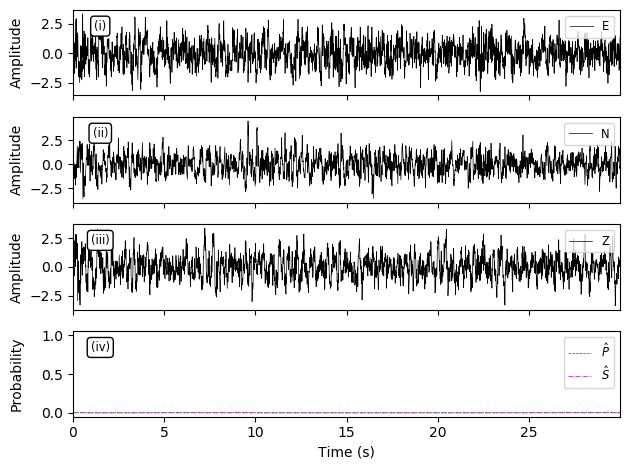 Amplitude
2.5
0.0
−2.5
(i)
E
Amplitude
2.5
0.0
−2.5
(ii)
N
Amplitude
2.5
0.0
−2.5
(iii)
Z
Probability
1.0
0.5
0.0
(iv)
P̂
Ŝ
0 5 10 15 20 25
Time (s)